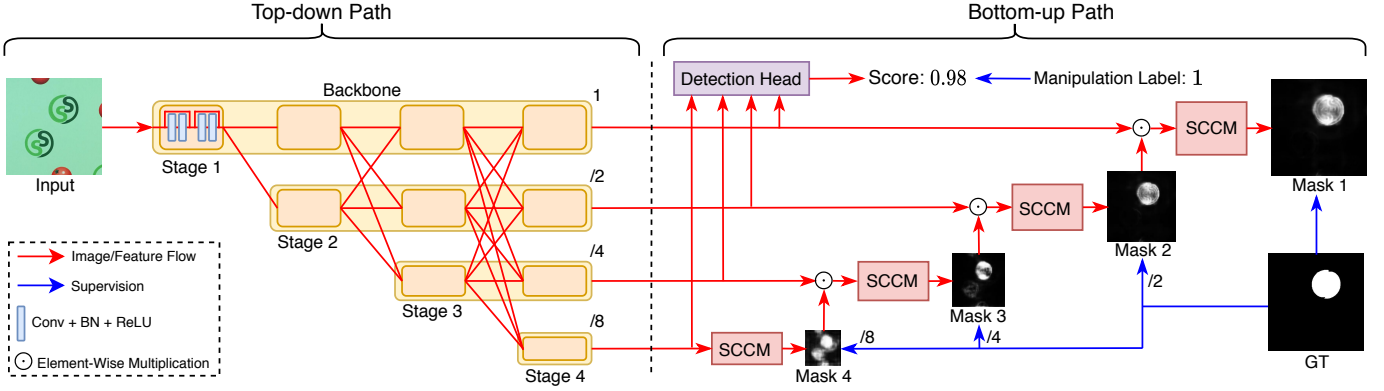 Top-down Path
Bottom-up Path
Backbone
1
Detection Head
Score: 0.98
Manipulation Label: 1
Input
Stage 1
SCCM
Mask 1
/2
Stage 2
SCCM
Mask 2
/4
Stage 3
SCCM
Mask 3
/2
/8
Stage 4
SCCM
Mask 4
/8
/4
GT
Image/Feature Flow
Supervision
Conv + BN + ReLU
Element-Wise Multiplication